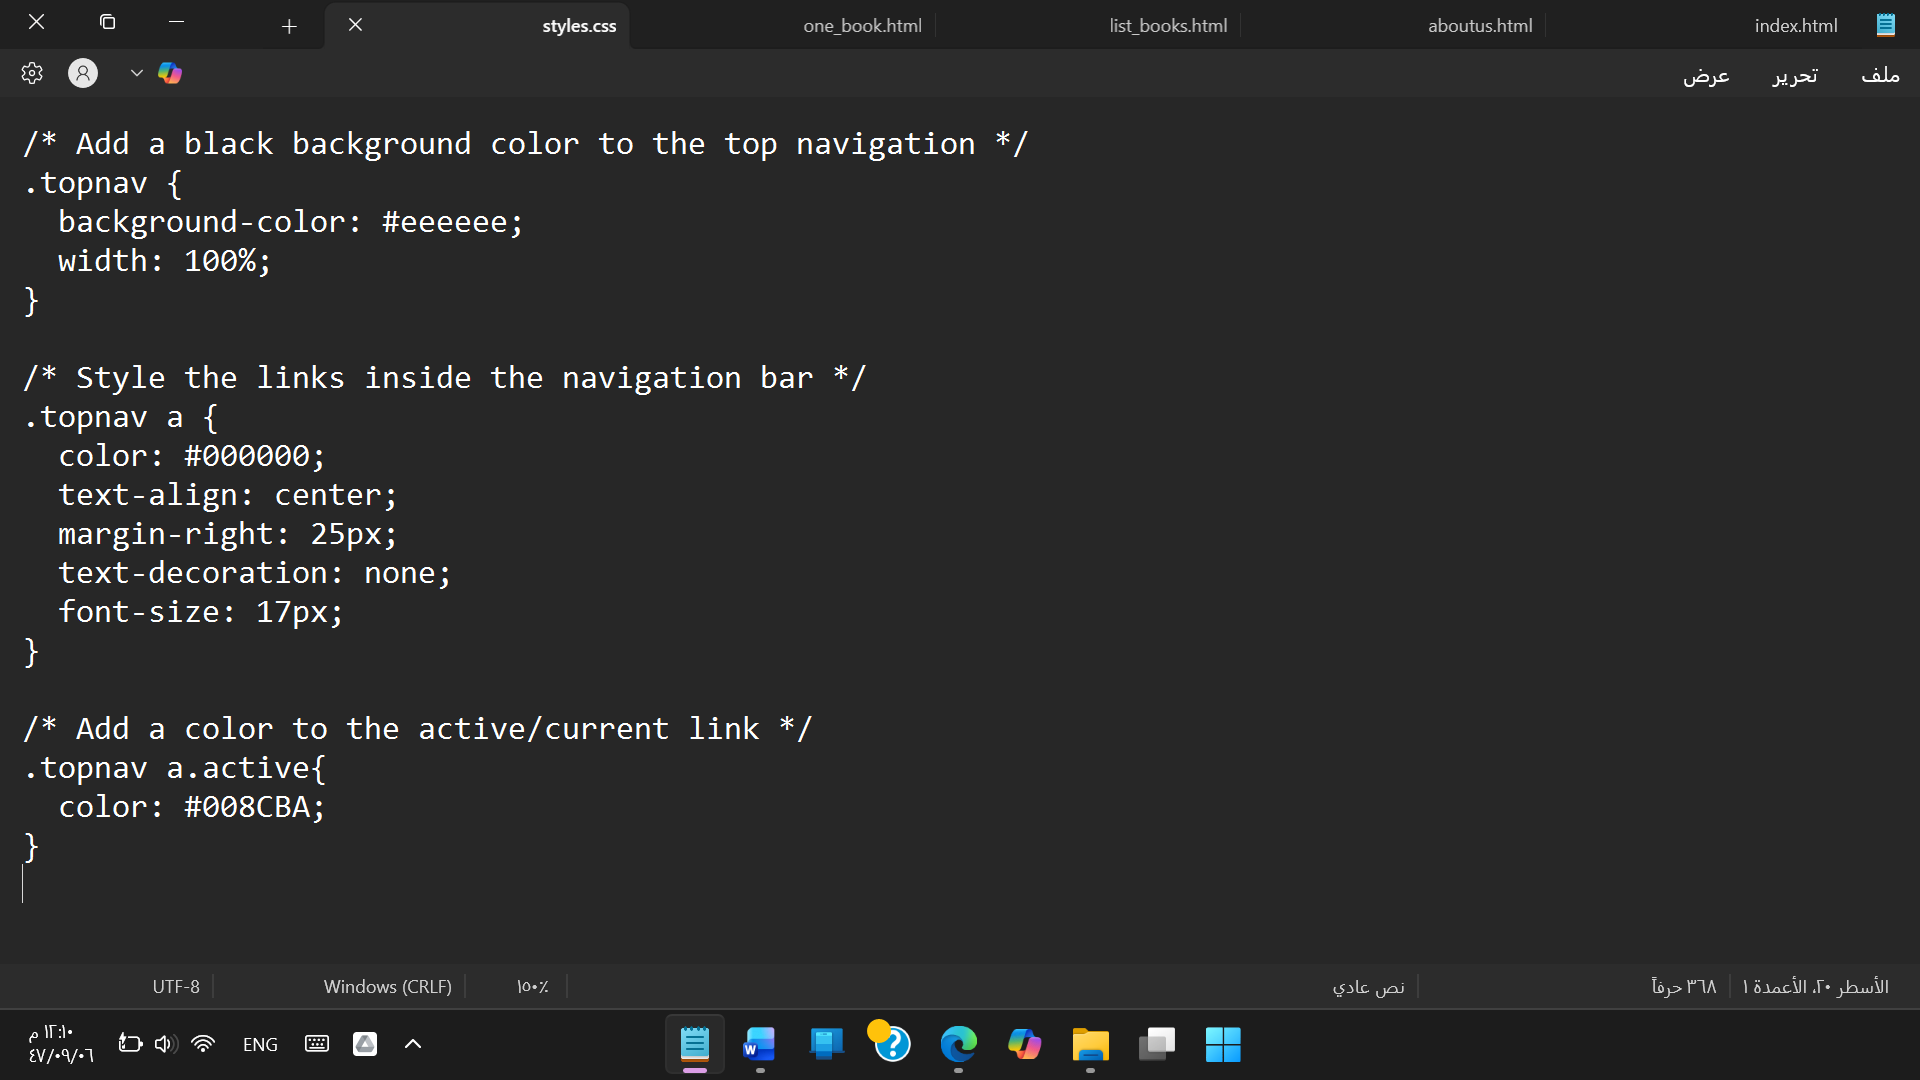 index.html
aboutus.html
list_books.html
one_book.html
styles.css
ملف
تحرير
عرض
/* Add a black background color to the top navigation */
.topnav {
  background-color: #eeeeee;
  width: 100%;
}

/* Style the links inside the navigation bar */
.topnav a {
  color: #000000;
  text-align: center;
  margin-right: 25px;
  text-decoration: none;
  font-size: 17px;
}

/* Add a color to the active/current link */
.topnav a.active{
  color: #008CBA;
}
الأسطر ٢٠، الأعمدة ١
٣٦٨ حرفاً
نص عادي
١٥٠٪
Windows (CRLF)
UTF-8
ENG
١٢:١٠ م
٤٧/٠٩/٠٦